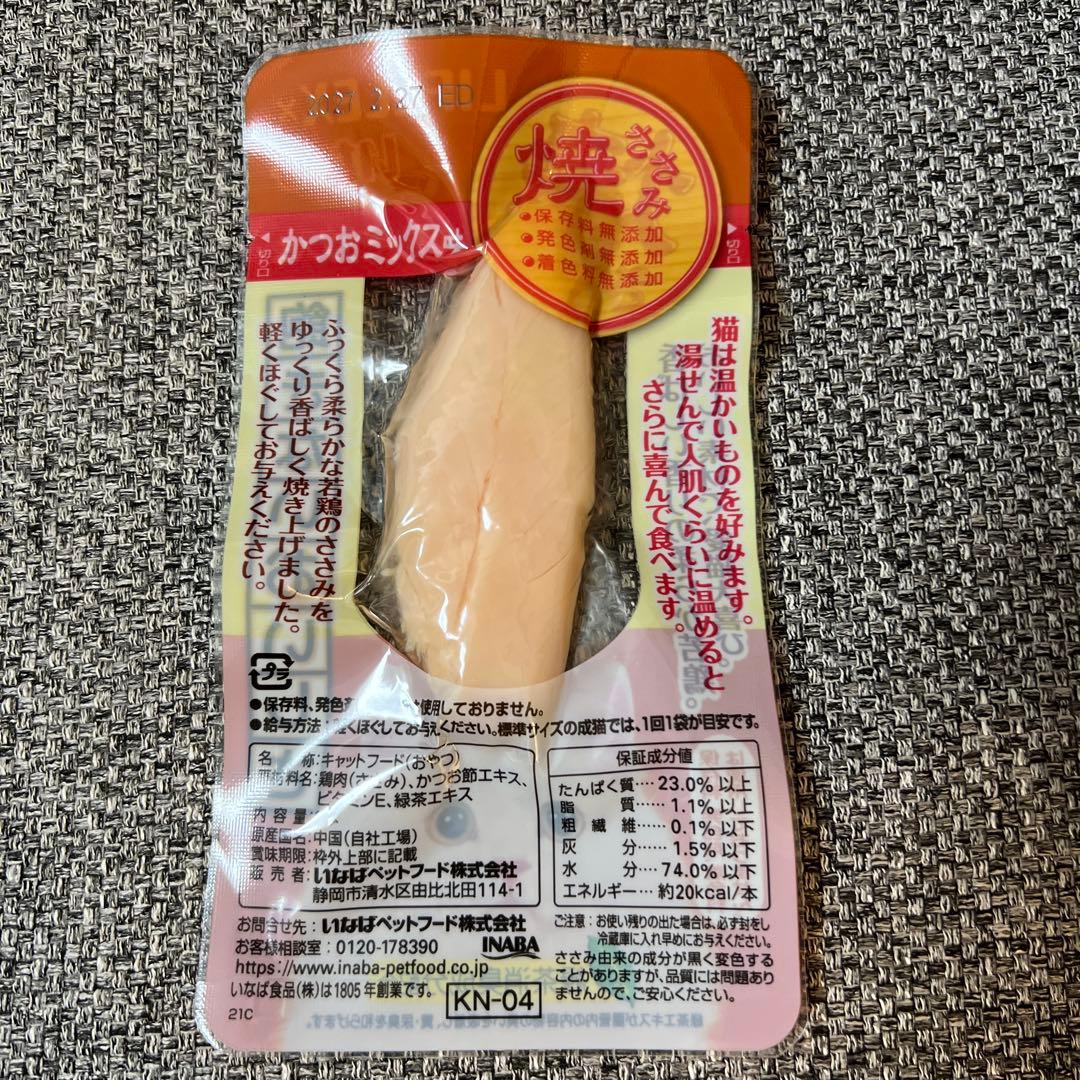 2027. 2.27. ED
焼ささみ
●保存料無添加
●発色剤無添加
●着色料無添加
切り口
かつおミックス味
切り口
猫は温かいものを好みます。
湯せんで人肌くらいに温めると
さらに喜んで食べます。
ふっくら柔らかな若鶏のささみを
ゆっくり香ばしく焼き上げました。
軽くほぐしてお与えください。
プラ
●保存料、発色剤 使用しておりません。
●給与方法：軽くほぐしてお与えください。標準サイズの成猫では、1回1袋が目安です。
名 称：キャットフード（おやつ）
原材料名：鶏肉（ささみ）、かつお節エキス、
ビタミンE、緑茶エキス
内容量
原産国名：中国（自社工場）
賞味期限：枠外上部に記載
販売者：いなばペットフード株式会社
静岡市清水区由比北田114-1
保証成分値
たんぱく質…23.0％以上
脂質……1.1％以上
粗繊維……0.1％以下
灰分……1.5％以下
水分…74.0％以下
エネルギー…約20kcal/本
お問合せ先：いなばペットフード株式会社
お客様相談室：0120-178390 INABA
https://www.inaba-petfood.co.jp
いなば食品（株）は1805年創業です。
KN-04
21C
ご注意：お使い残りの出た場合は、必ず封をし
冷蔵庫に入れ早めにお与えください。
ささみ由来の成分が黒く変色する
ことがありますが、品質には問題あり
ませんので、ご安心ください。